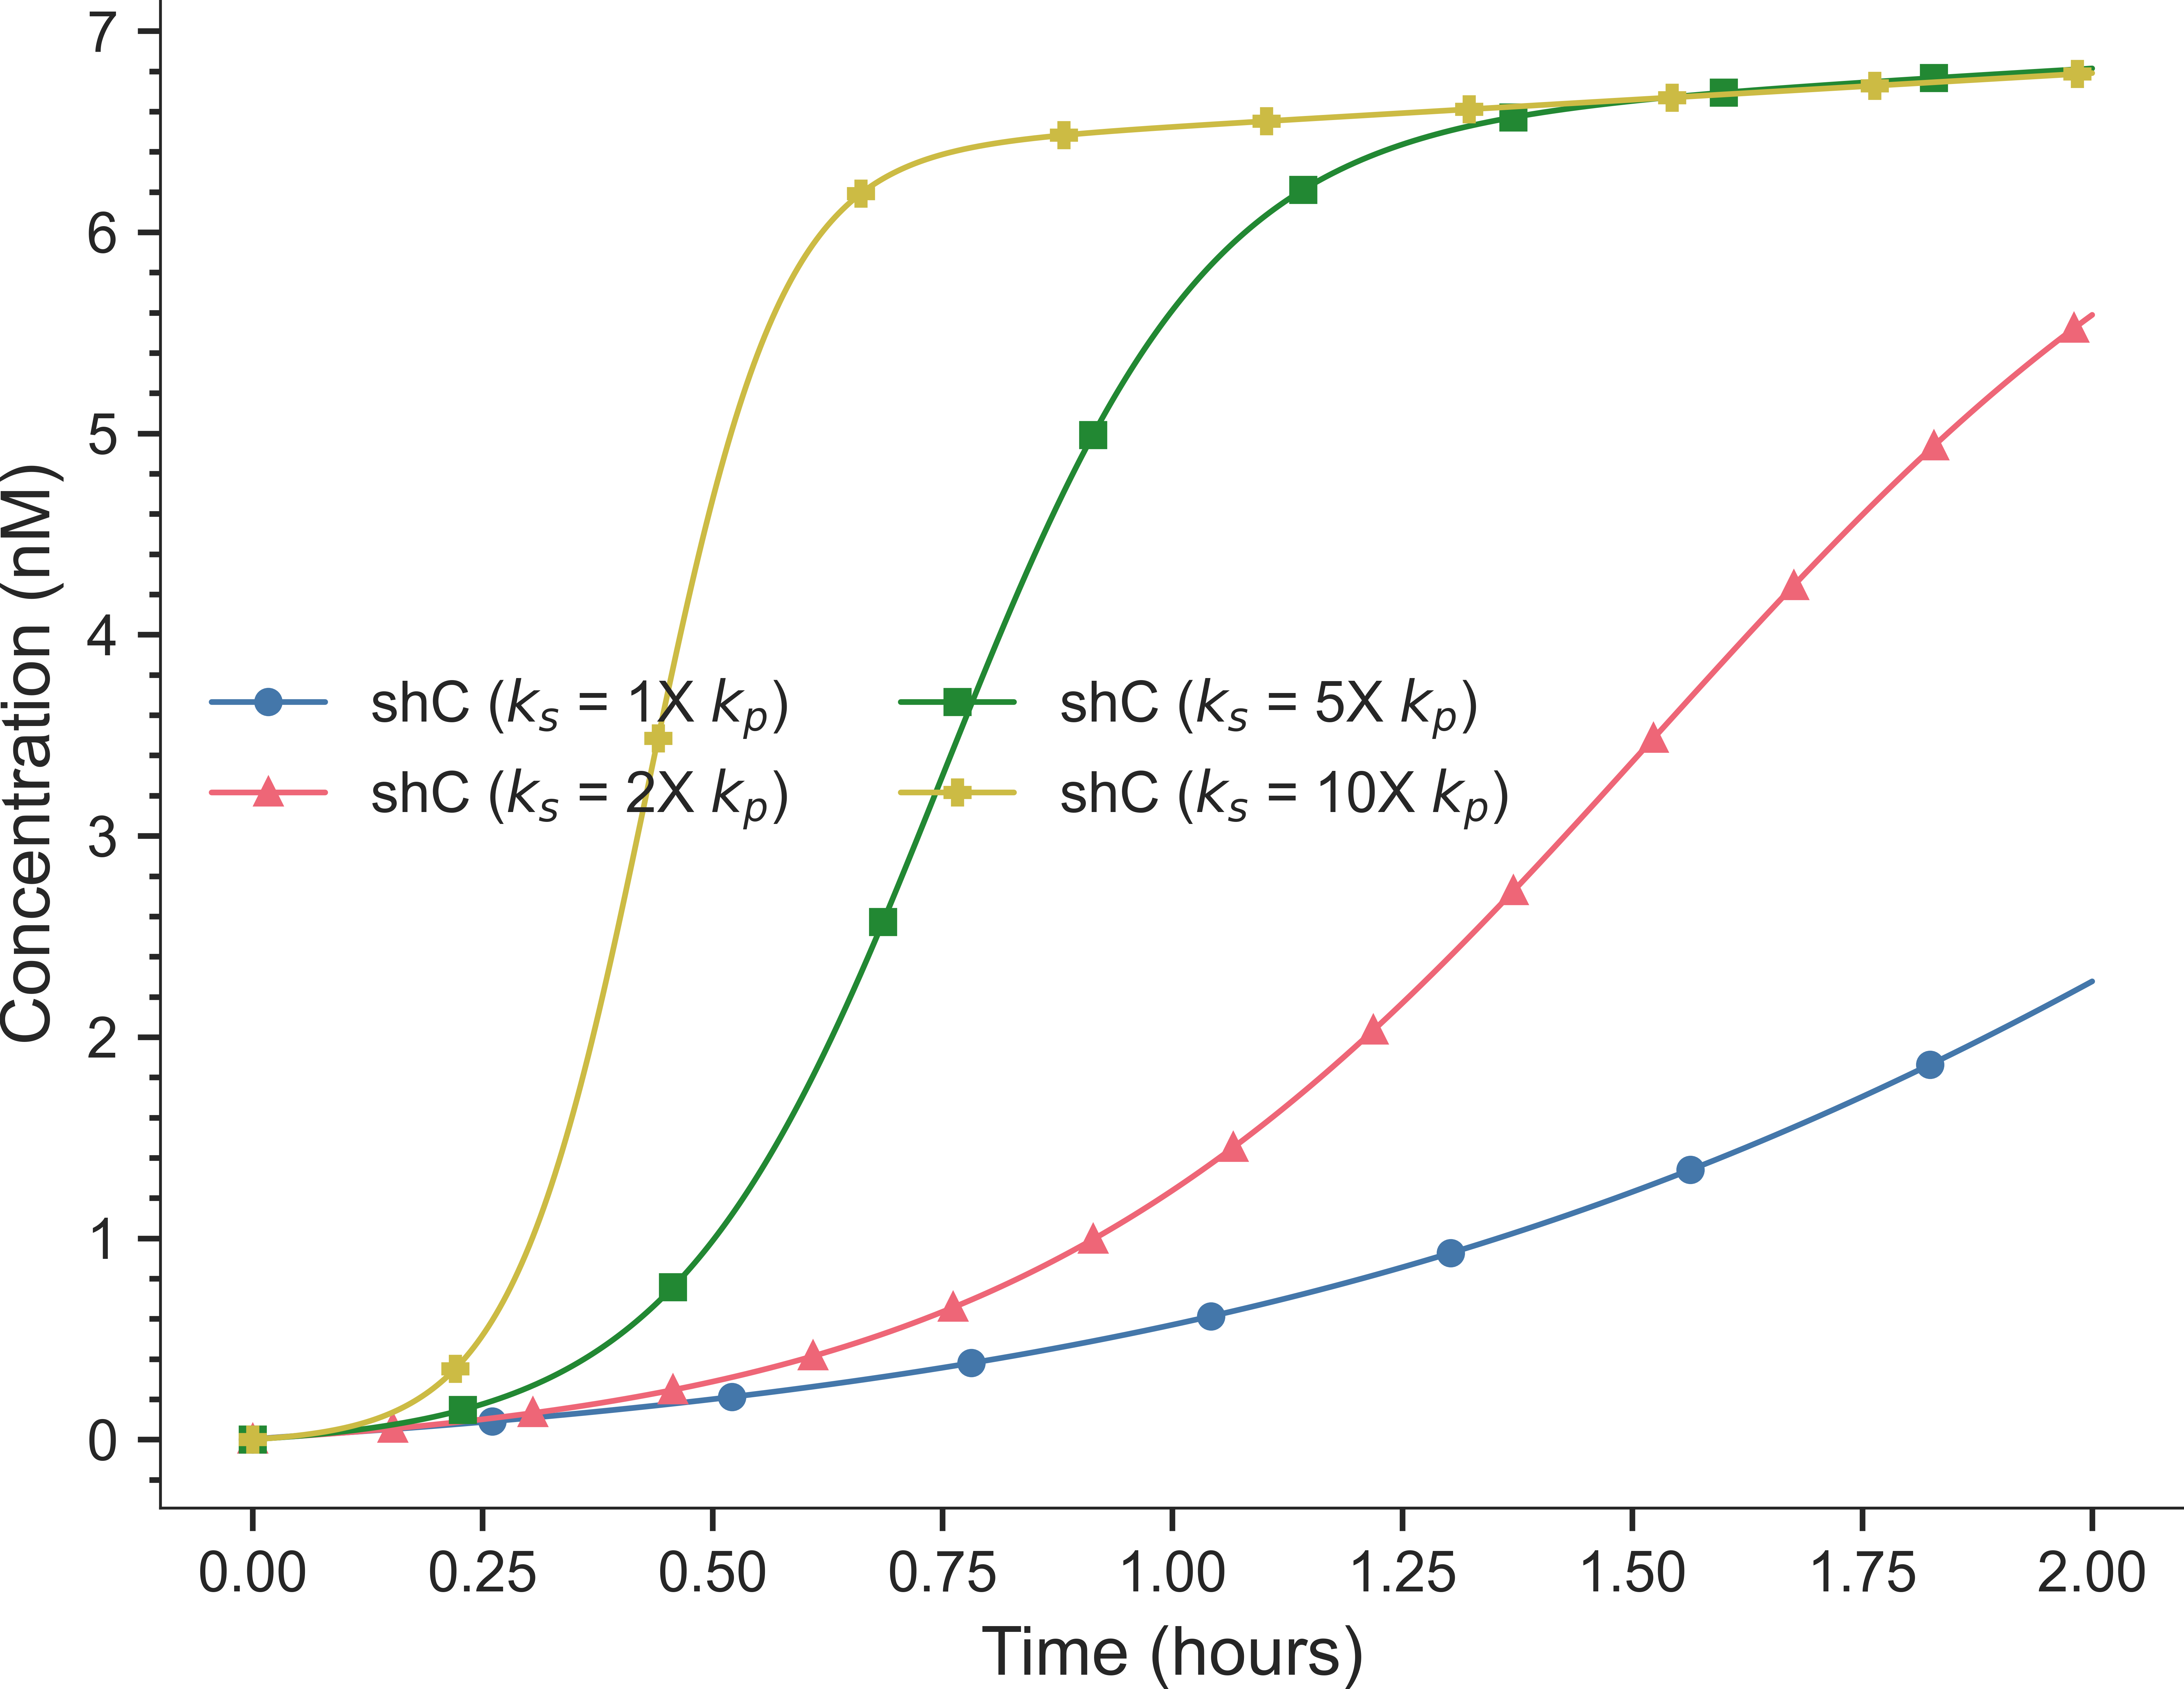 Concentration (nM)
7
6
5
4
3
2
1
0
shC (kₛ = 1X kₚ)
shC (kₛ = 2X kₚ)
shC (kₛ = 5X kₚ)
shC (kₛ = 10X kₚ)
0.00 0.25 0.50 0.75 1.00 1.25 1.50 1.75 2.00
Time (hours)